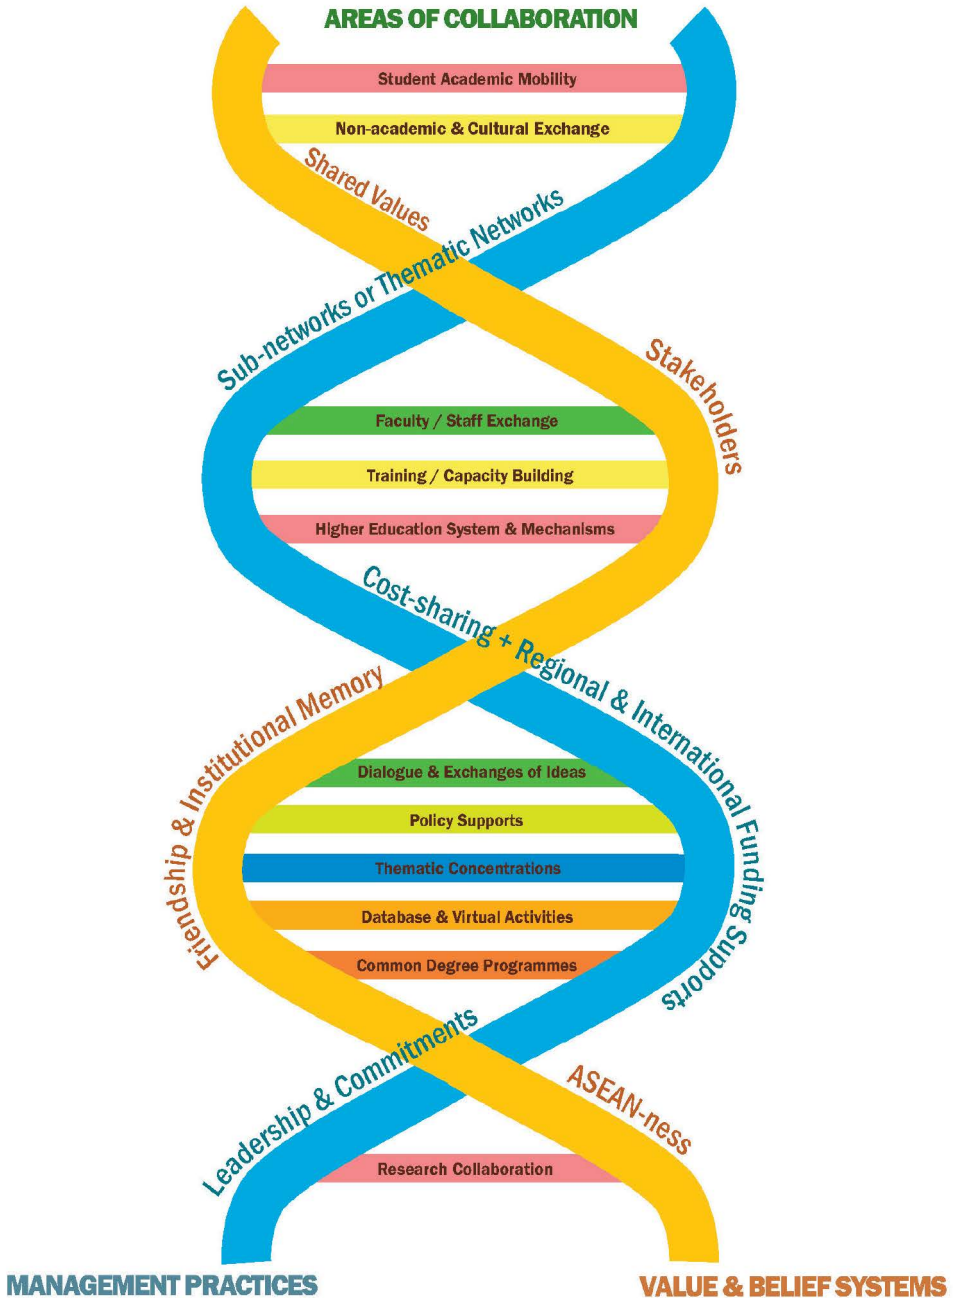 AREAS OF COLLABORATION
Student Academic Mobility
Non-academic & Cultural Exchange
Shared Values
Sub-networks or Thematic Networks
Stakeholders
Faculty / Staff Exchange
Training / Capacity Building
Higher Education System & Mechanisms
Cost-sharing + Regional & International Funding Supports
Friendship & Institutional Memory
Dialogue & Exchanges of Ideas
Policy Supports
Thematic Concentrations
Database & Virtual Activities
Common Degree Programmes
Leadership & Commitments
ASEAN-ness
Research Collaboration
MANAGEMENT PRACTICES
VALUE & BELIEF SYSTEMS